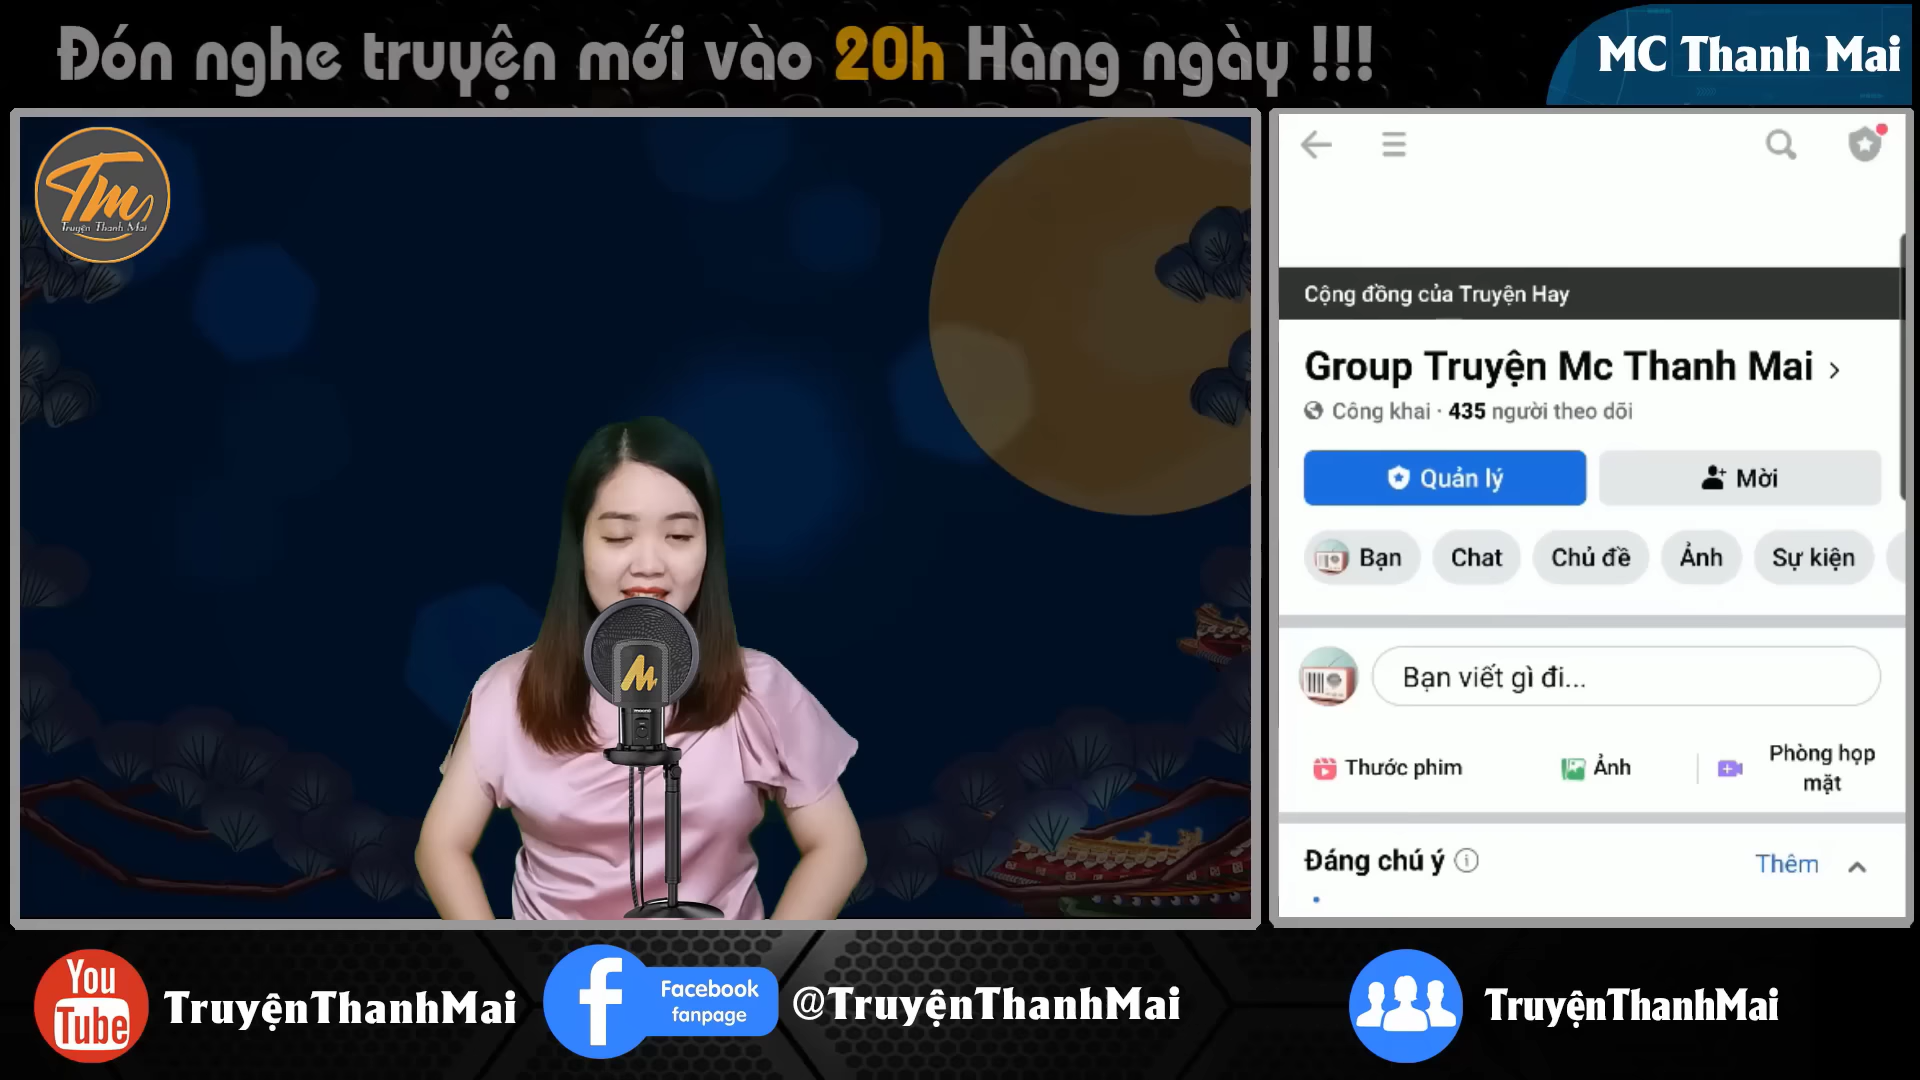 Đón nghe truyện mới vào 20h Hàng ngày !!!
MC Thanh Mai
Tm
Truyện Thanh Mai
Cộng đồng của Truyện Hay
Group Truyện Mc Thanh Mai
Công khai · 435 người theo dõi
Quản lý
Mời
Bạn
Chat
Chủ đề
Ảnh
Sự kiện
Bạn viết gì đi...
Thước phim
Ảnh
Phòng họp
mặt
Đáng chú ý
Thêm
You
Tube
TruyệnThanhMai
f
Facebook
fanpage
@TruyệnThanhMai
TruyệnThanhMai